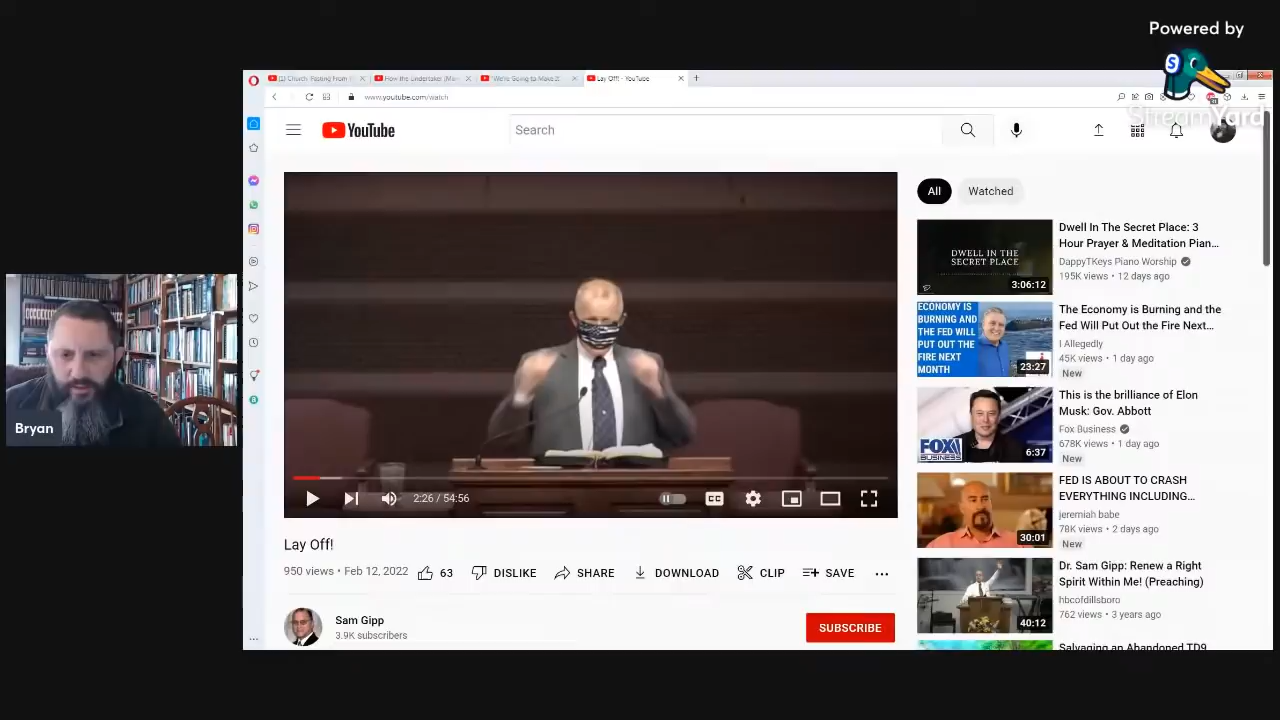 Powered by
StreamYard
Lay Off! - YouTube
www.youtube.com/watch
YouTube
Search
All
Watched
DWELL IN THE
SECRET PLACE
3:06:12
Dwell In The Secret Place: 3
Hour Prayer & Meditation Pian...
DappyTKeys Piano Worship
195K views • 12 days ago
ECONOMY IS
BURNING AND
THE FED WILL
PUT OUT THE
FIRE NEXT
MONTH
23:27
The Economy is Burning and the
Fed Will Put Out the Fire Next...
I Allegedly
45K views • 1 day ago
New
FOX
BUSINESS
6:37
This is the brilliance of Elon
Musk: Gov. Abbott
Fox Business
678K views • 1 day ago
New
30:01
FED IS ABOUT TO CRASH
EVERYTHING INCLUDING...
jeremiah babe
78K views • 2 days ago
New
40:12
Dr. Sam Gipp: Renew a Right
Spirit Within Me! (Preaching)
hbcofdillsboro
762 views • 3 years ago
Salvaging an Abandoned TD9
Bryan
2:26 / 54:56
CC
Lay Off!
950 views • Feb 12, 2022
63
DISLIKE
SHARE
DOWNLOAD
CLIP
SAVE
Sam Gipp
3.9K subscribers
SUBSCRIBE